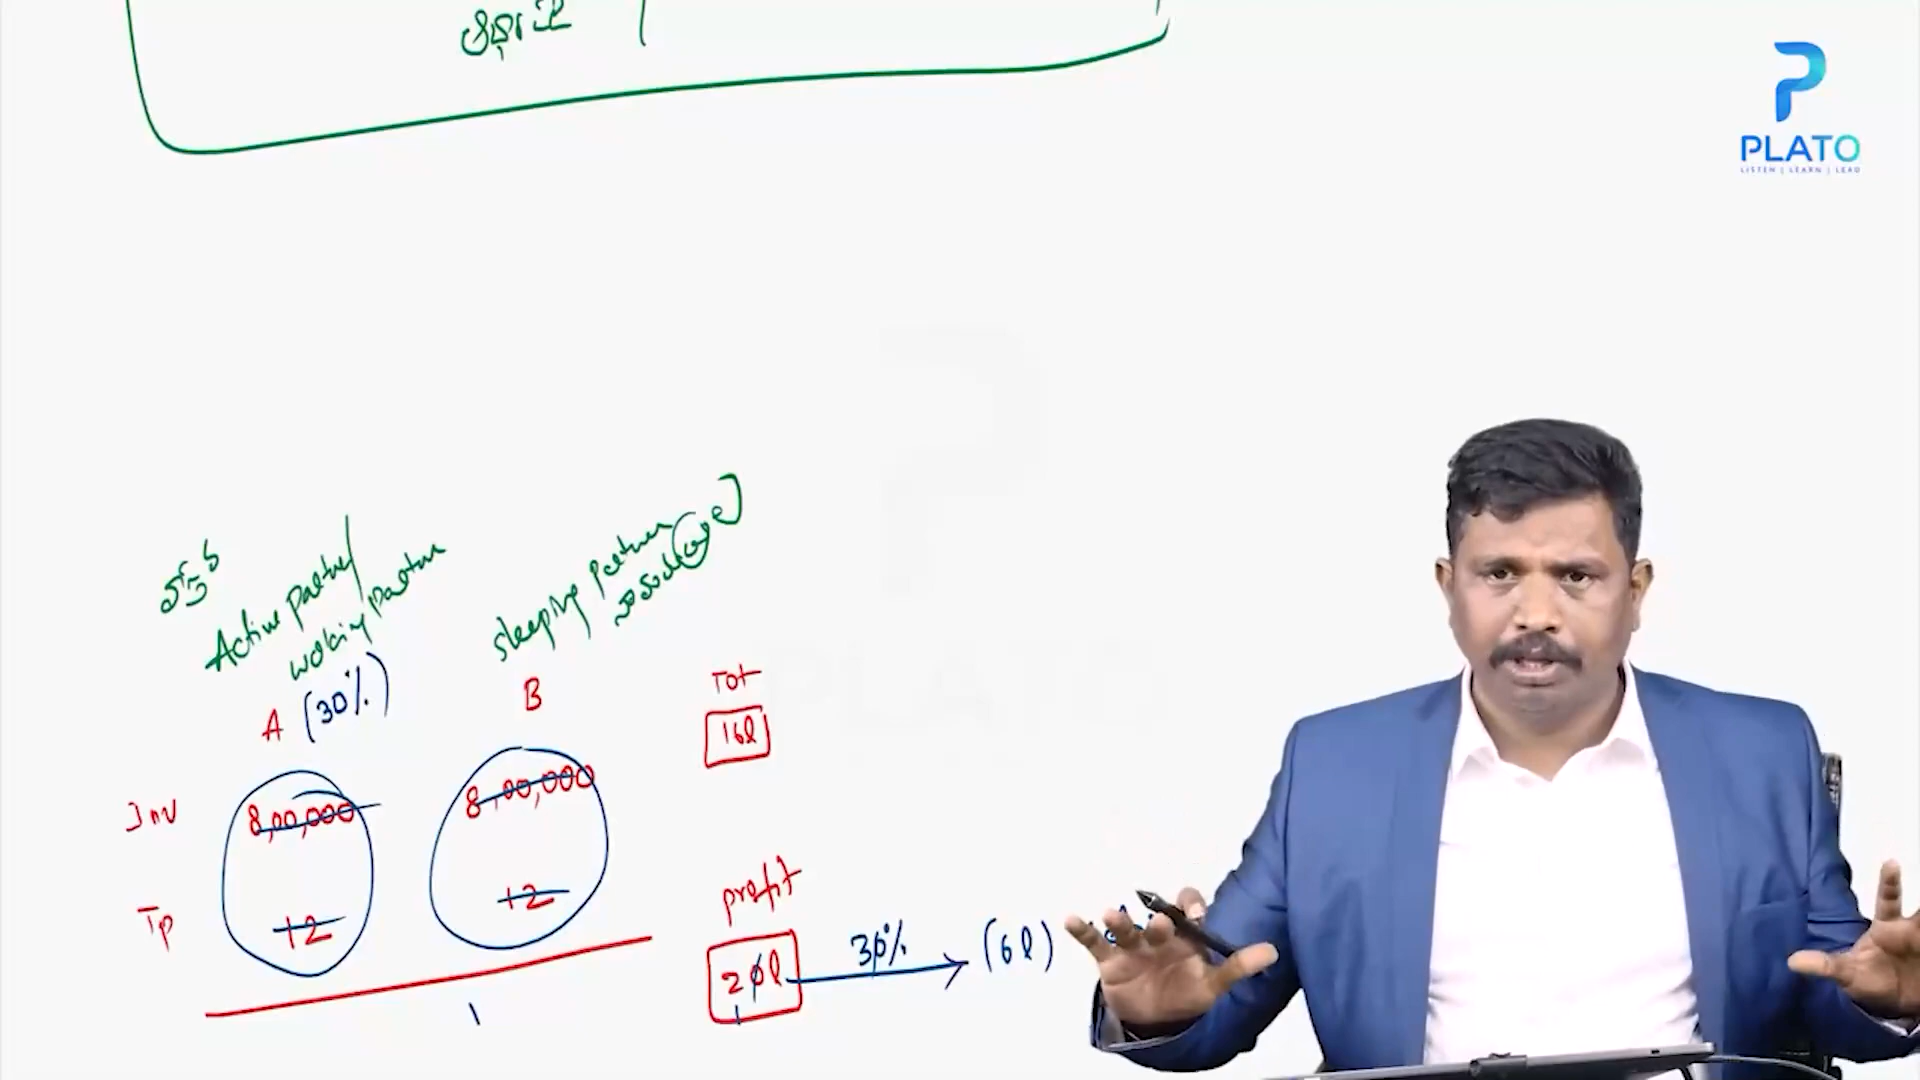 PLATO
LISTEN | LEARN | LEAD
Active partner/
woking partner
sleeping partner
A (30%)
B
Tot
16l
Inv
8,00,000
8,00,000
Tp
12
12
profit
20l
30%
(6l)
1